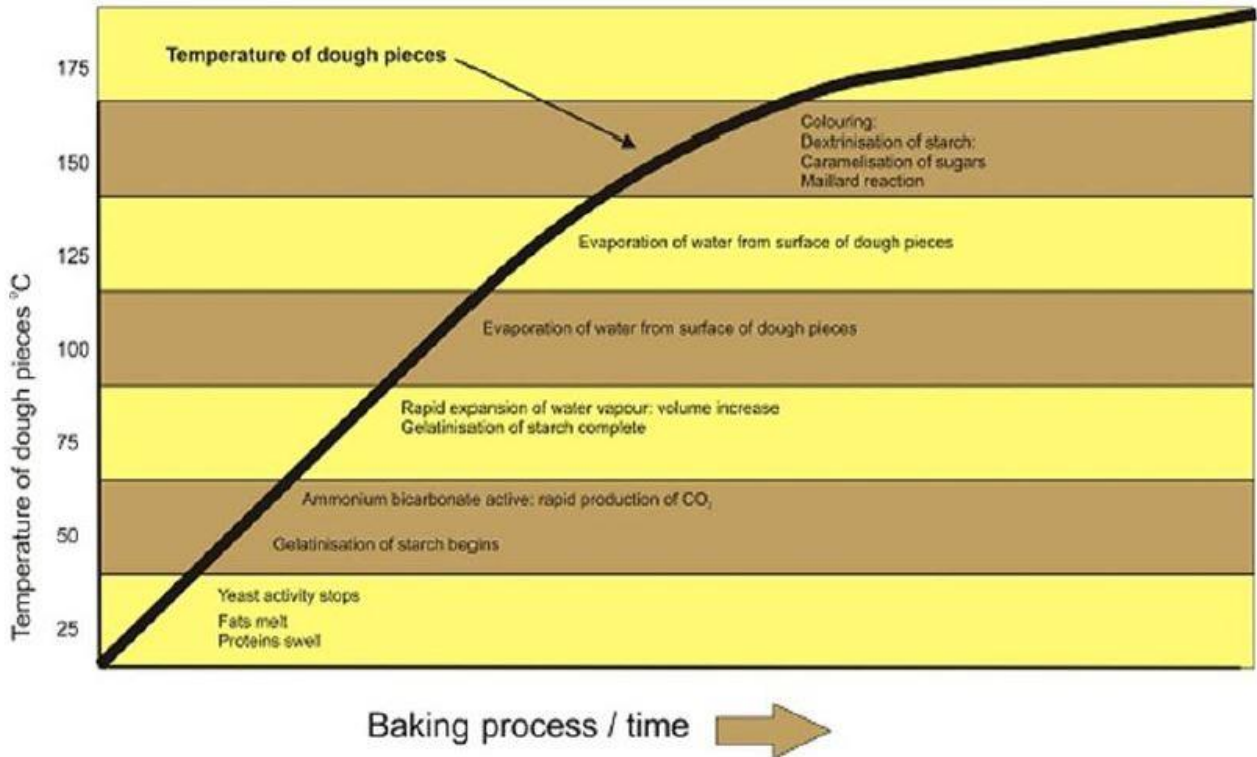 Temperature of dough pieces °C
175
150
125
100
75
50
25
Temperature of dough pieces
Colouring:
Dextrinisation of starch:
Caramelisation of sugars
Maillard reaction
Evaporation of water from surface of dough pieces
Evaporation of water from surface of dough pieces
Rapid expansion of water vapour: volume increase
Gelatinisation of starch complete
Ammonium bicarbonate active: rapid production of CO₂
Gelatinisation of starch begins
Yeast activity stops
Fats melt
Proteins swell
Baking process / time